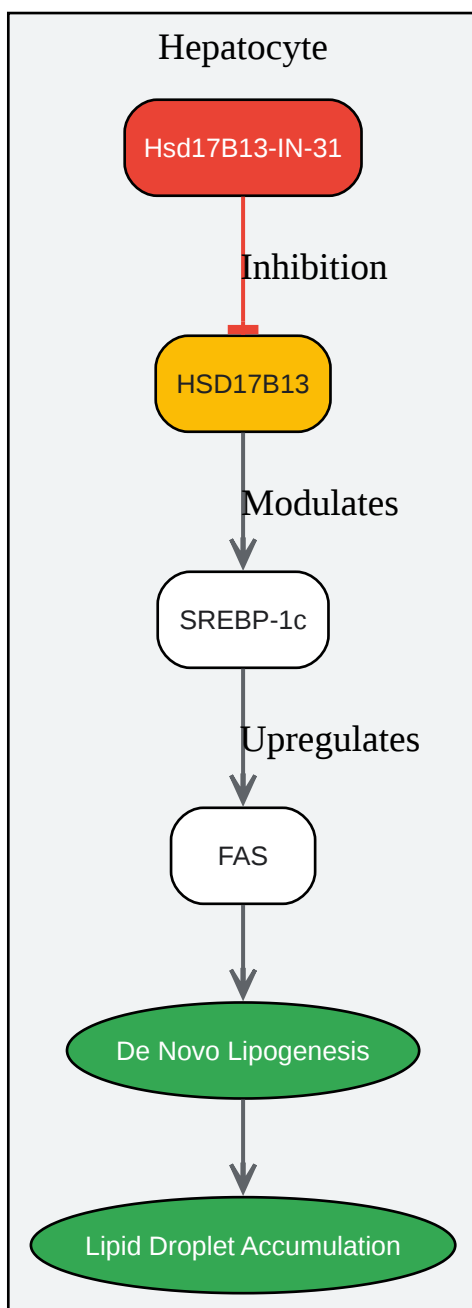 Hepatocyte
Hsd17B13-IN-31
Inhibition
HSD17B13
Modulates
SREBP-1c
Upregulates
FAS
De Novo Lipogenesis
Lipid Droplet Accumulation